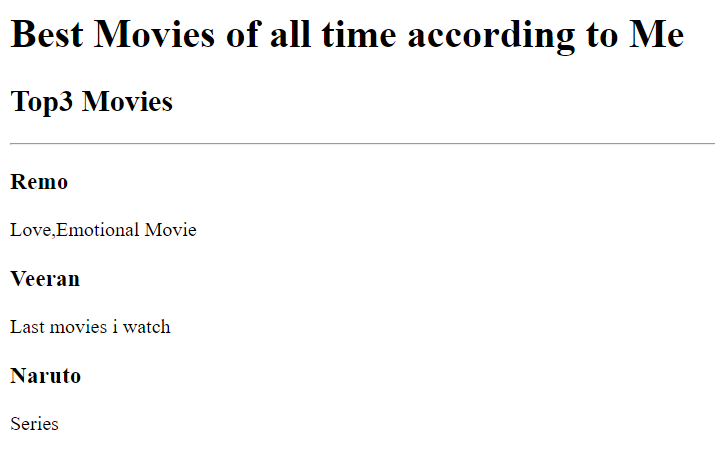 Best Movies of all time according to Me
Top3 Movies
Remo
Love,Emotional Movie
Veeran
Last movies i watch
Naruto
Series